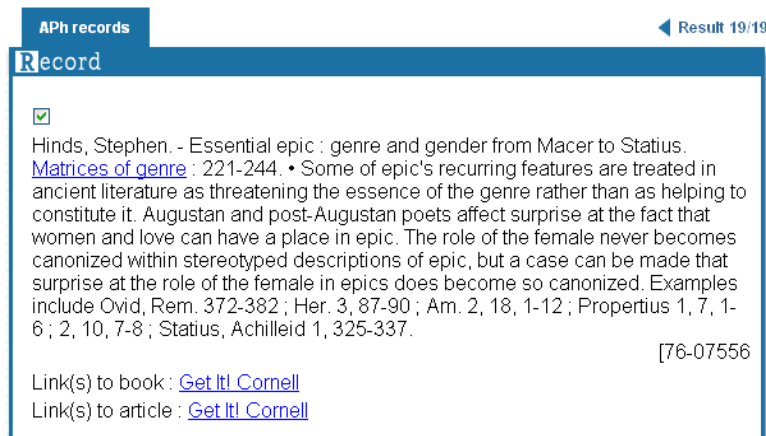 APh records
Result 19/19
Record
Hinds, Stephen. - Essential epic : genre and gender from Macer to Statius.
Matrices of genre : 221-244. • Some of epic's recurring features are treated in
ancient literature as threatening the essence of the genre rather than as helping to
constitute it. Augustan and post-Augustan poets affect surprise at the fact that
women and love can have a place in epic. The role of the female never becomes
canonized within stereotyped descriptions of epic, but a case can be made that
surprise at the role of the female in epics does become so canonized. Examples
include Ovid, Rem. 372-382 ; Her. 3, 87-90 ; Am. 2, 18, 1-12 ; Propertius 1, 7, 1-
6 ; 2, 10, 7-8 ; Statius, Achilleid 1, 325-337.
[76-07556
Link(s) to book : Get It! Cornell
Link(s) to article : Get It! Cornell